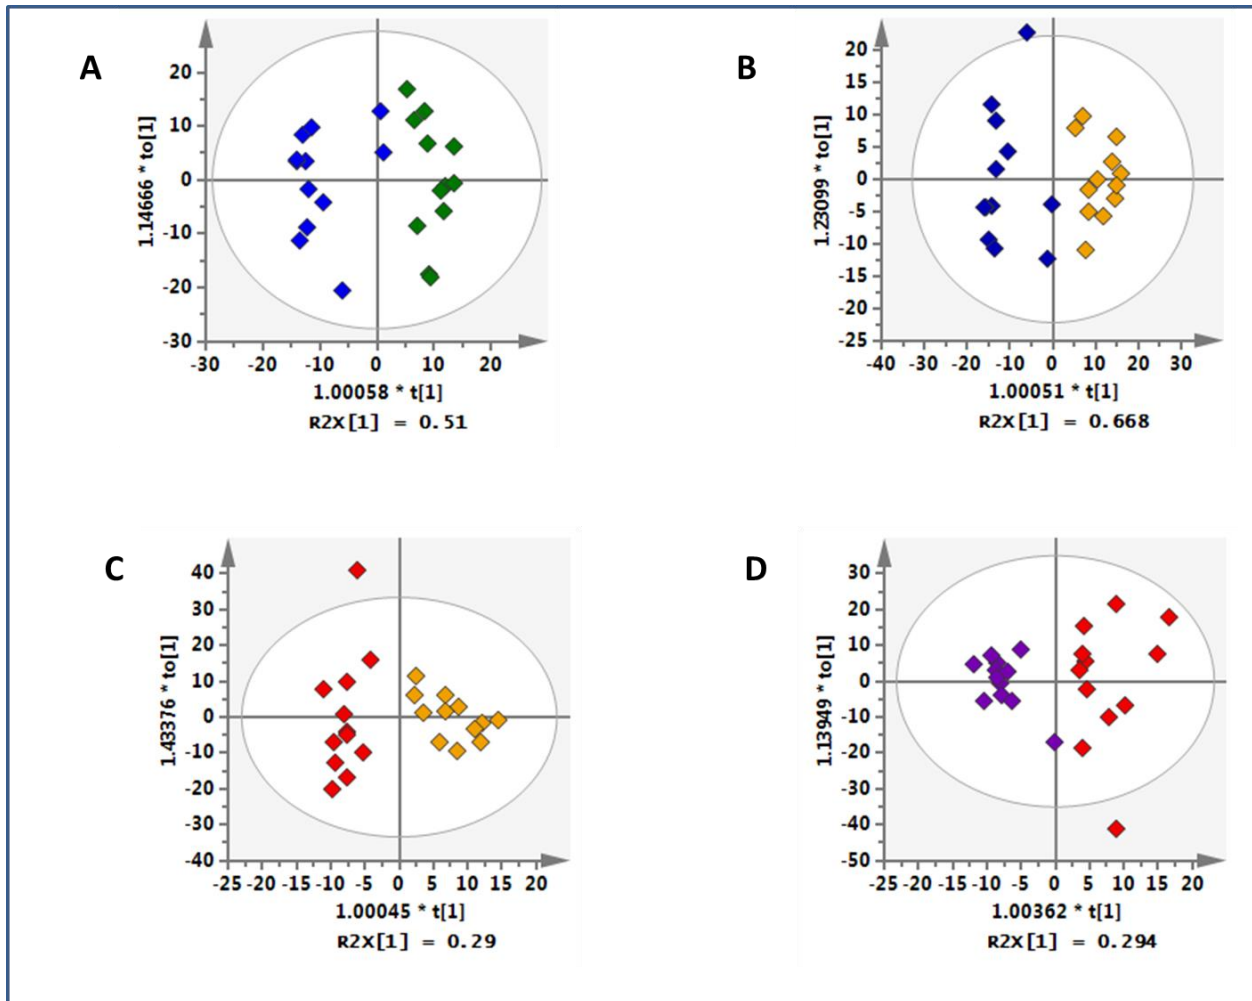 A
20
10
0
-10
-20
-30
1.14666 * to[1]
-30 -20 -10 0 10 20
1.00058 * t[1]
R2X[1] = 0.51
B
20
15
10
5
0
-5
-10
-15
-20
-25
1.23099 * to[1]
-40 -30 -20 -10 0 10 20 30
1.00051 * t[1]
R2X[1] = 0.668
C
40
30
20
10
0
-10
-20
-30
-40
1.43376 * to[1]
-25 -20 -15 -10 -5 0 5 10 15 20
1.00045 * t[1]
R2X[1] = 0.29
D
30
20
10
0
-10
-20
-30
-40
-50
1.13949 * to[1]
-25 -20 -15 -10 -5 0 5 10 15 20
1.00362 * t[1]
R2X[1] = 0.294